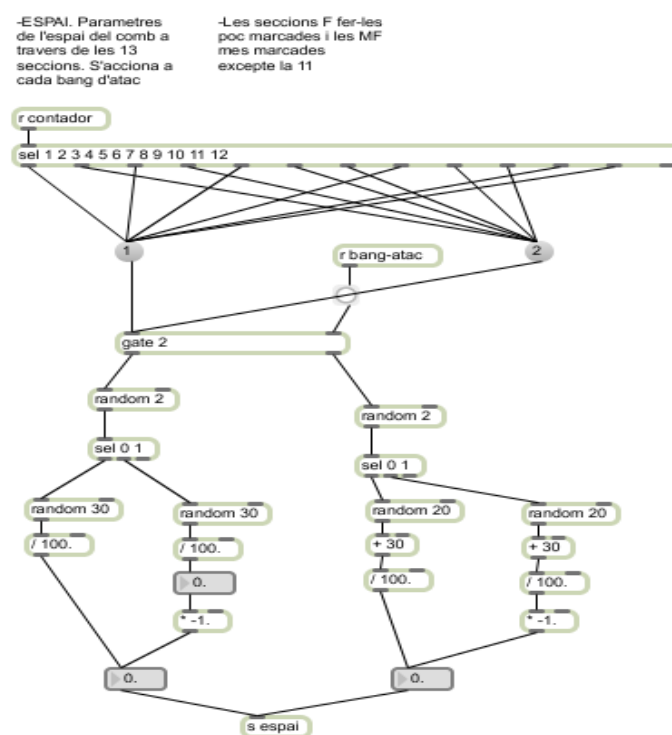 -ESPAI. Parametres
de l'espai del comb a
travers de les 13
seccions. S'acciona a
cada bang d'atac
-Les seccions F fer-les
poc marcades i les MF
mes marcades
excepte la 11
r contador
sel 1 2 3 4 5 6 7 8 9 10 11 12
1
r bang-atac
2
gate 2
random 2
random 2
sel 0 1
sel 0 1
random 30
random 30
random 20
random 20
/ 100.
/ 100.
+ 30
+ 30
0.
/ 100.
/ 100.
* -1.
* -1.
0.
0.
s espai